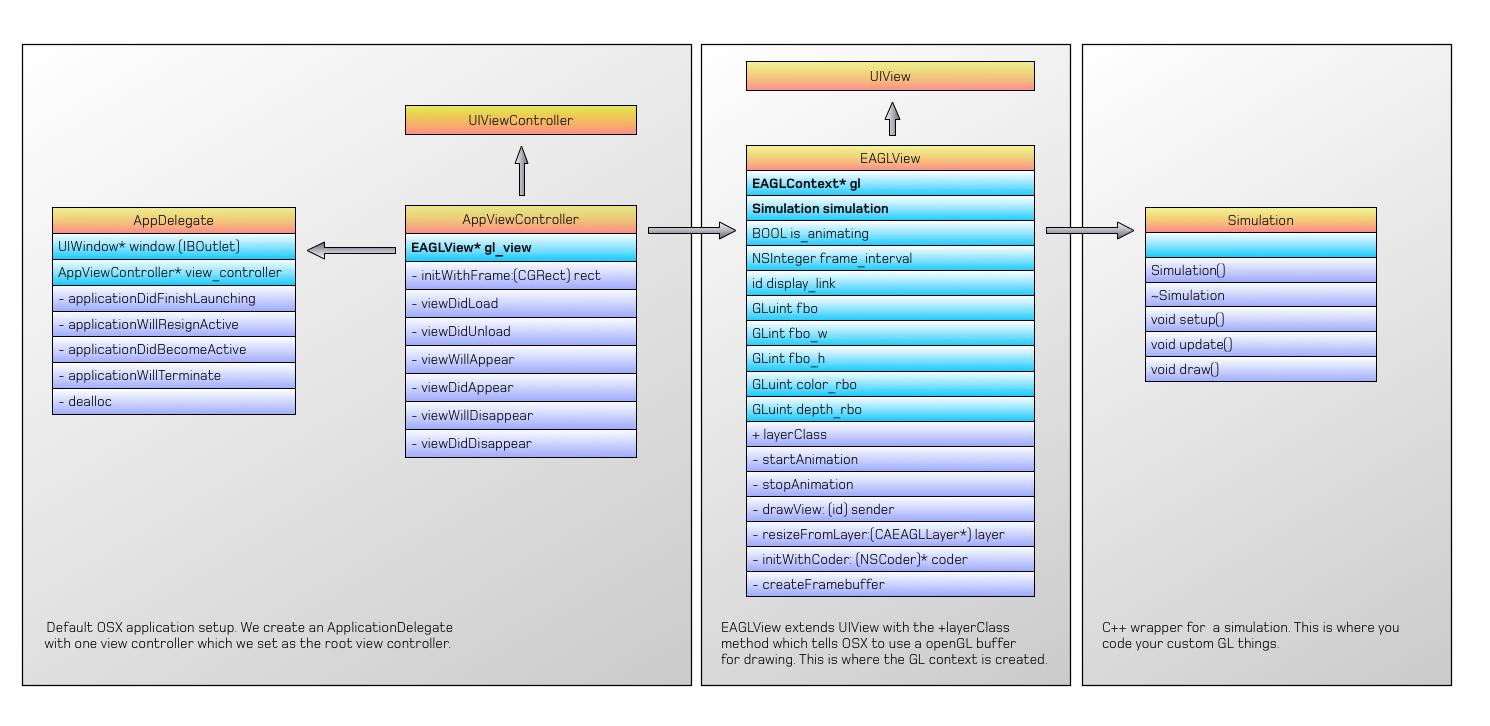 UIViewController
AppDelegate
UIWindow* window (IBOutlet)
AppViewController* view_controller
- applicationDidFinishLaunching
- applicationWillResignActive
- applicationDidBecomeActive
- applicationWillTerminate
- dealloc
AppViewController
EAGLView* gl_view
- initWithFrame:(CGRect) rect
- viewDidLoad
- viewDidUnload
- viewWillAppear
- viewDidAppear
- viewWillDisappear
- viewDidDisappear
Default OSX application setup. We create an ApplicationDelegate
with one view controller which we set as the root view controller.
UIView
EAGLView
EAGLContext* gl
Simulation simulation
BOOL is_animating
NSInteger frame_interval
id display_link
GLuint fbo
GLint fbo_w
GLint fbo_h
GLuint color_rbo
GLuint depth_rbo
+ layerClass
- startAnimation
- stopAnimation
- drawView: (id) sender
- resizeFromLayer:(CAEAGLLayer*) layer
- initWithCoder: (NSCoder)* coder
- createFramebuffer
EAGLView extends UIView with the +layerClass
method which tells OSX to use a openGL buffer
for drawing. This is where the GL context is created.
Simulation
Simulation()
~Simulation
void setup()
void update()
void draw()
C++ wrapper for  a simulation. This is where you
code your custom GL things.